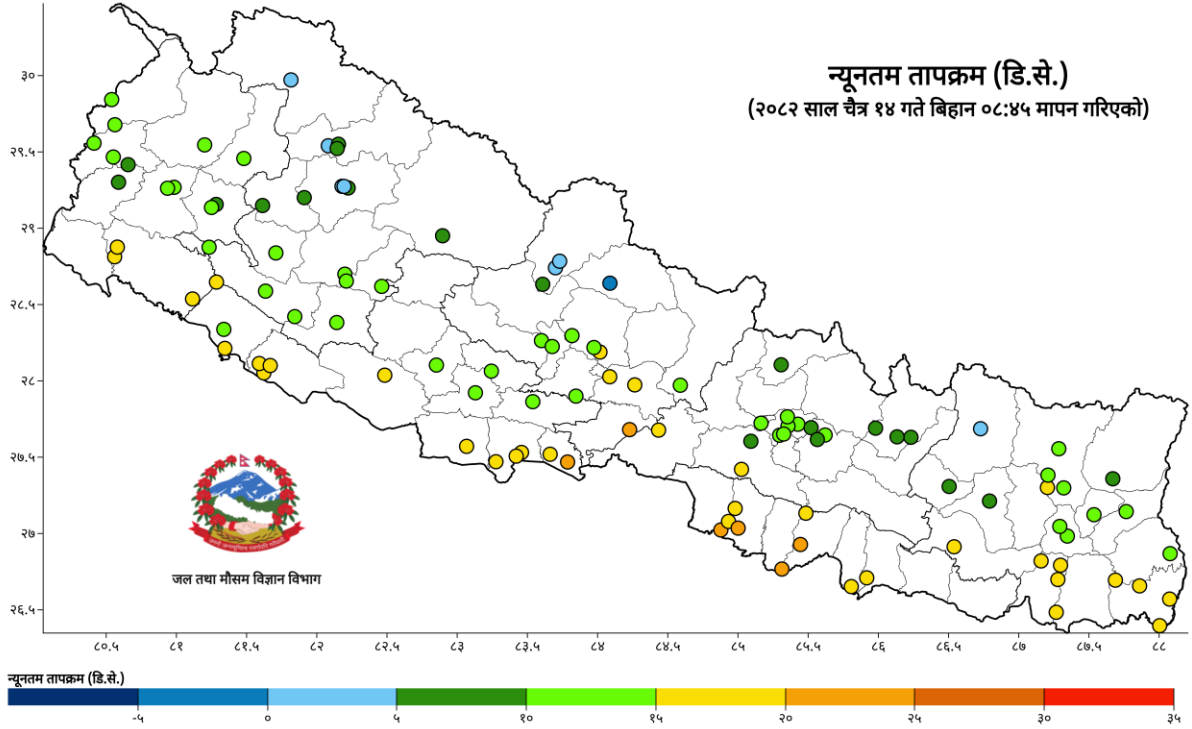 न्यूनतम तापक्रम (डि.से.)
(२०८२ साल चैत्र १४ गते बिहान ०८:४५ मापन गरिएको)
३०
२९.५
२९
२८.५
२८
२७.५
२७
२६.५
८०.५ ८१ ८१.५ ८२ ८२.५ ८३ ८३.५ ८४ ८४.५ ८५ ८५.५ ८६ ८६.५ ८७ ८७.५ ८८
जल तथा मौसम विज्ञान विभाग
न्यूनतम तापक्रम (डि.से.)
-५ ० ५ १० १५ २० २५ ३० ३५